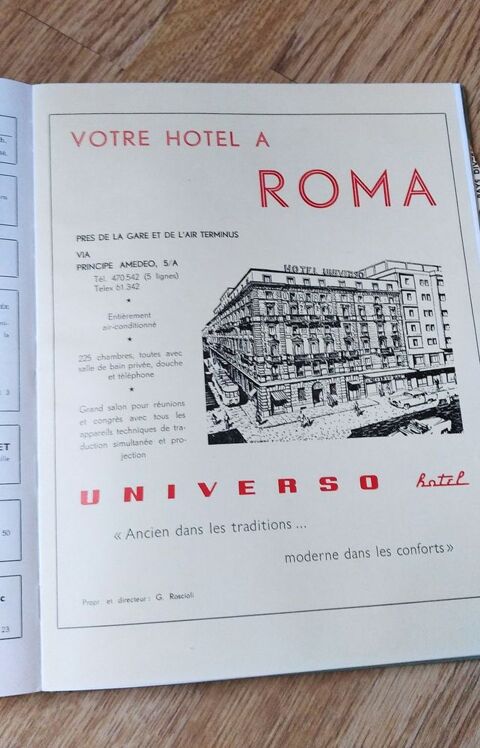 VOTRE HOTEL A
ROMA
PRES DE LA GARE ET DE L'AIR TERMINUS
VIA
PRINCIPE AMEDEO, 5/A
Tél. 470.542 (5 lignes)
Telex 61.342
Entièrement
air-conditionné
225 chambres, toutes avec
salle de bain privée, douche
et téléphone
Grand salon pour réunions
et congrès avec tous les
appareils techniques de tra-
duction simultanée et pro-
jection
HOTEL UNIVERSO
UNIVERSO hotel
« Ancien dans les traditions ...
moderne dans les conforts »
Propr. et directeur : G. Roscioli
ET
50
c
23